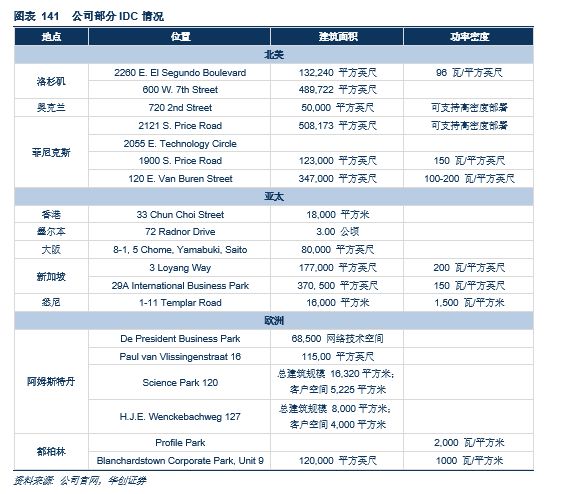 图表 141 公司部分 IDC 情况
地点 位置 建筑面积 功率密度
北美
洛杉矶 2260 E. El Segundo Boulevard 132,240 平方英尺 96 瓦/平方英尺
600 W. 7th Street 489,722 平方英尺
奥克兰 720 2nd Street 50,000 平方英尺 可支持高密度部署
菲尼克斯 2121 S. Price Road 508,173 平方英尺 可支持高密度部署
2055 E. Technology Circle
1900 S. Price Road 123,000 平方英尺 150 瓦/平方英尺
120 E. Van Buren Street 347,000 平方英尺 100-200 瓦/平方英尺
亚太
香港 33 Chun Choi Street 18,000 平方米
墨尔本 72 Radnor Drive 3.00 公顷
大阪 8-1, 5 Chome, Yamabuki, Saito 80,000 平方英尺
新加坡 3 Loyang Way 177,000 平方英尺 200 瓦/平方英尺
29A International Business Park 370, 500 平方英尺 150 瓦/平方英尺
悉尼 1-11 Templar Road 16,000 平方米 1,500 瓦/平方米
欧洲
阿姆斯特丹 De President Business Park 68,500 网络技术空间
Paul van Vlissingenstraat 16 115,00 平方英尺
Science Park 120 总建筑规模 16,320 平方米；
客户空间 5,225 平方米
H.J.E. Wenckebachweg 127 总建筑规模 8,000 平方米；
客户空间 4,000 平方米
都柏林 Profile Park 2,000 瓦/平方米
Blanchardstown Corporate Park, Unit 9 120,000 平方英尺 1000 瓦/平方米
资料来源：公司官网，华创证券